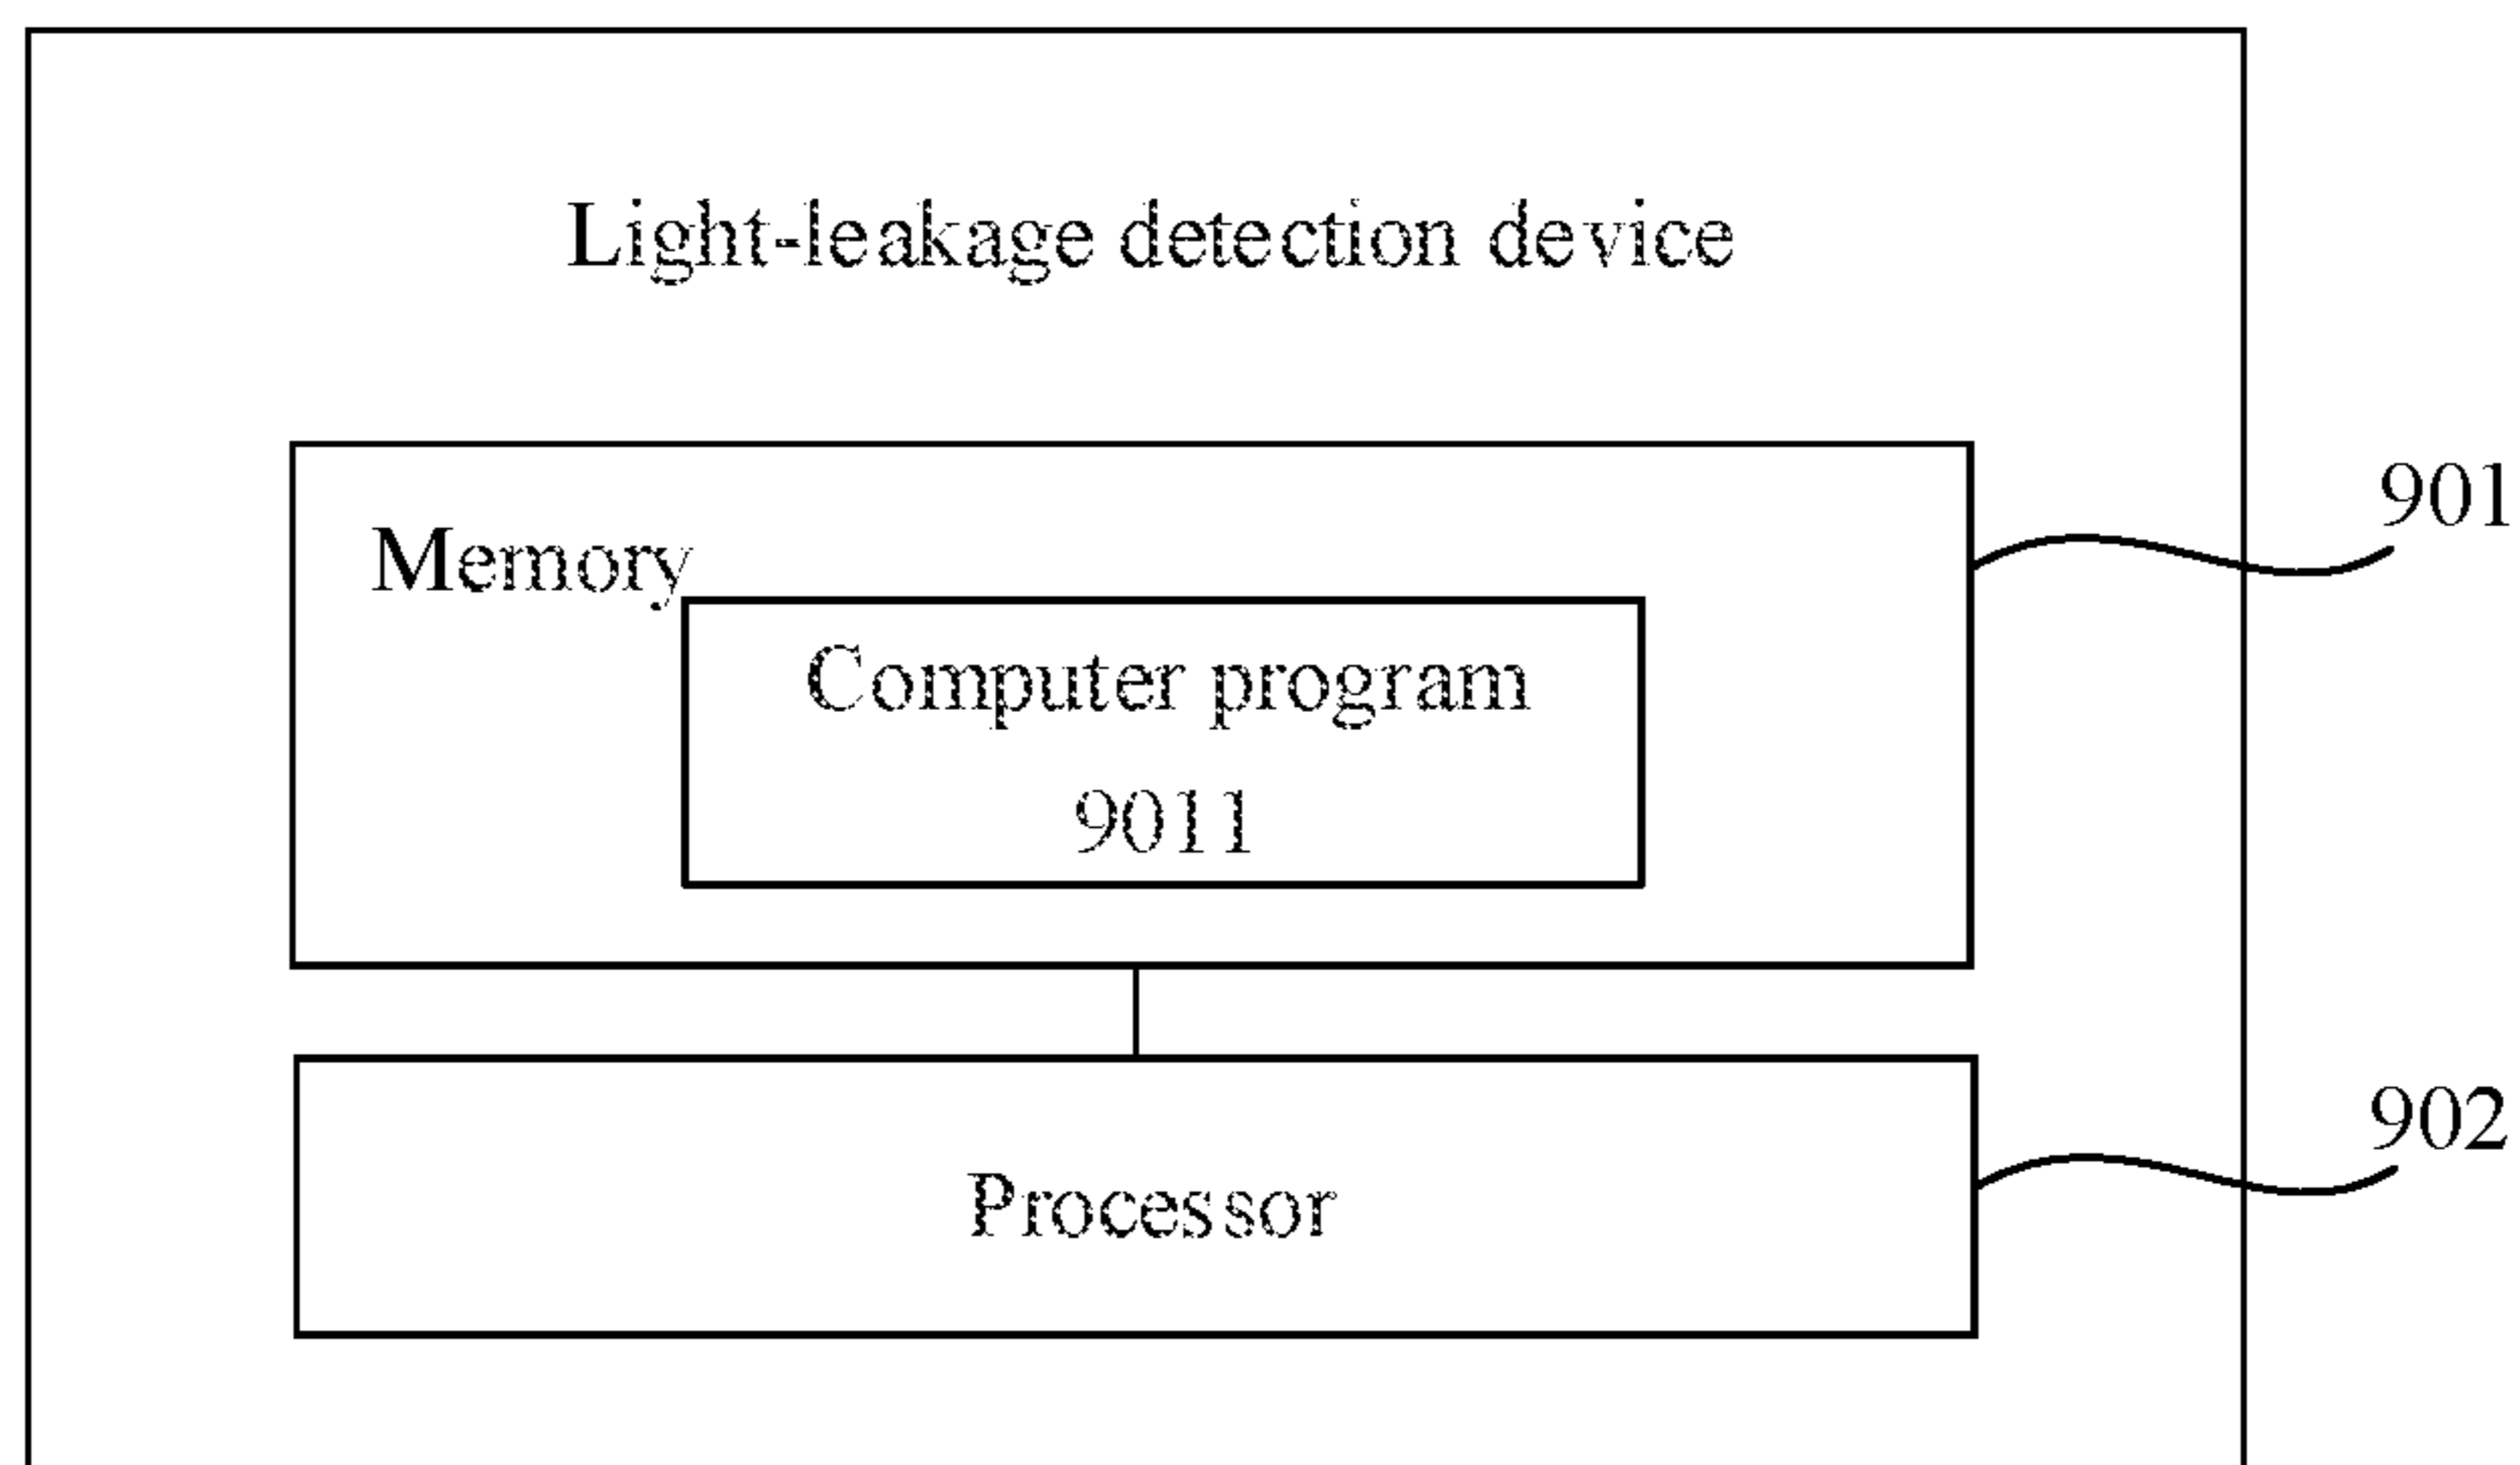 Light-leakage detection device
901
Memory
Computer program
9011
902
Processor